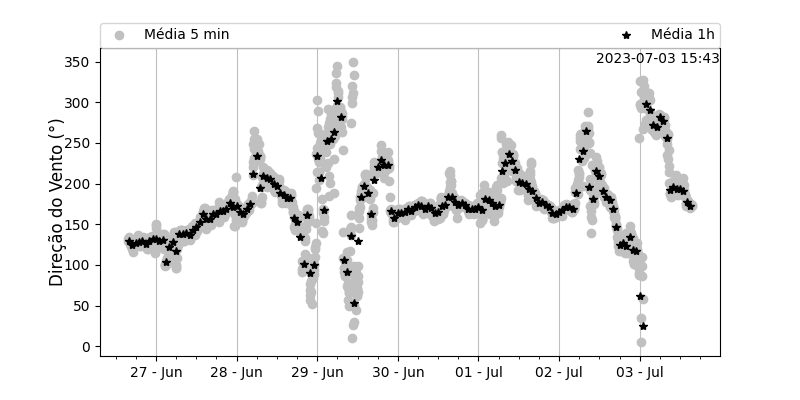 Média 5 min
Média 1h
2023-07-03 15:43
Direção do Vento (°)
350
300
250
200
150
100
50
0
27 - Jun
28 - Jun
29 - Jun
30 - Jun
01 - Jul
02 - Jul
03 - Jul